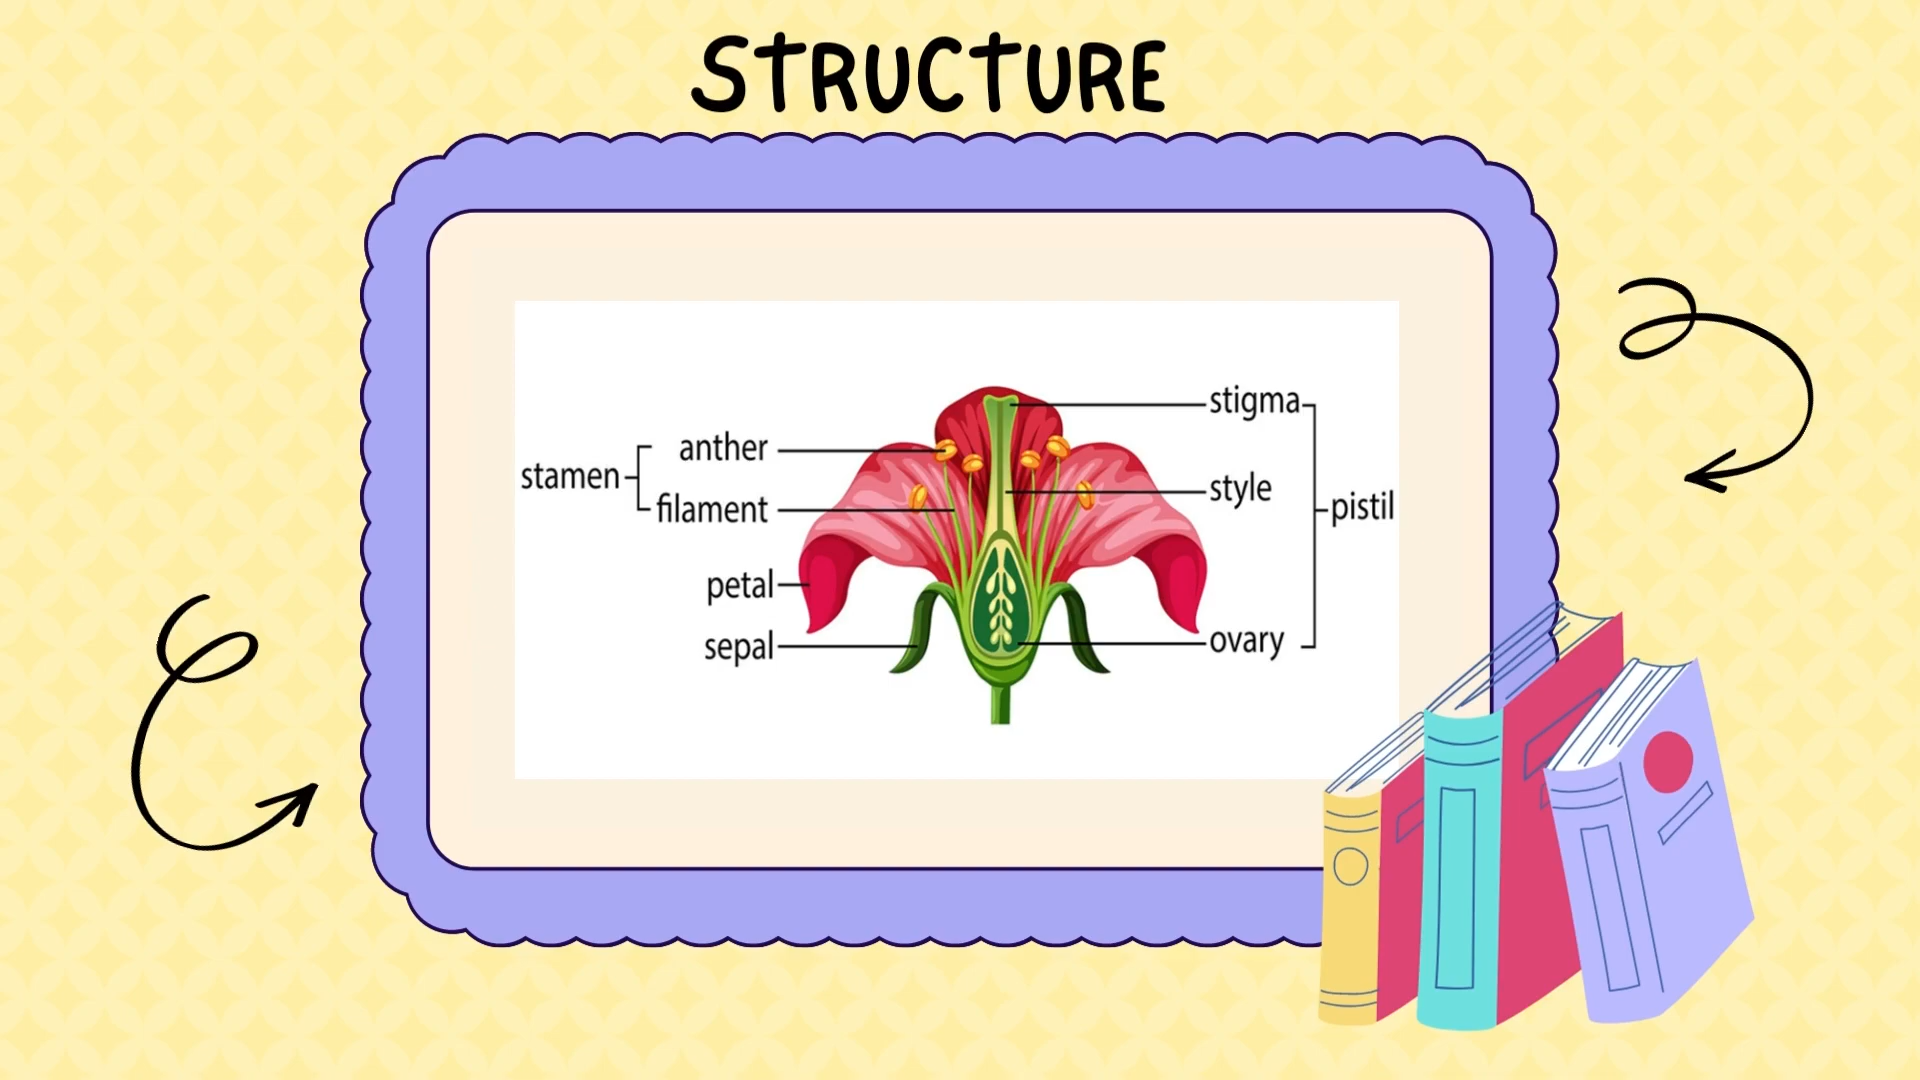 STRUCTURE
stigma
anther
stamen
style
filament
pistil
petal
sepal
ovary